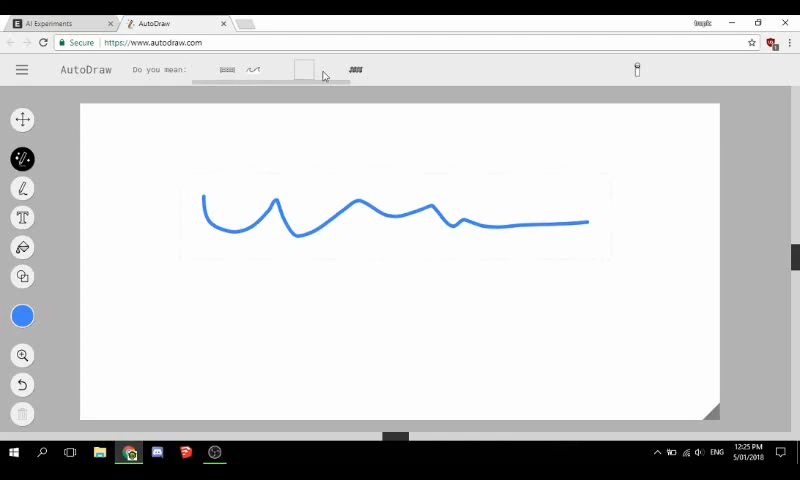 AI Experiments
AutoDraw
tropic
Secure
https://www.autodraw.com
AutoDraw
Do you mean:
T
12:25 PM
ENG
5/01/2018